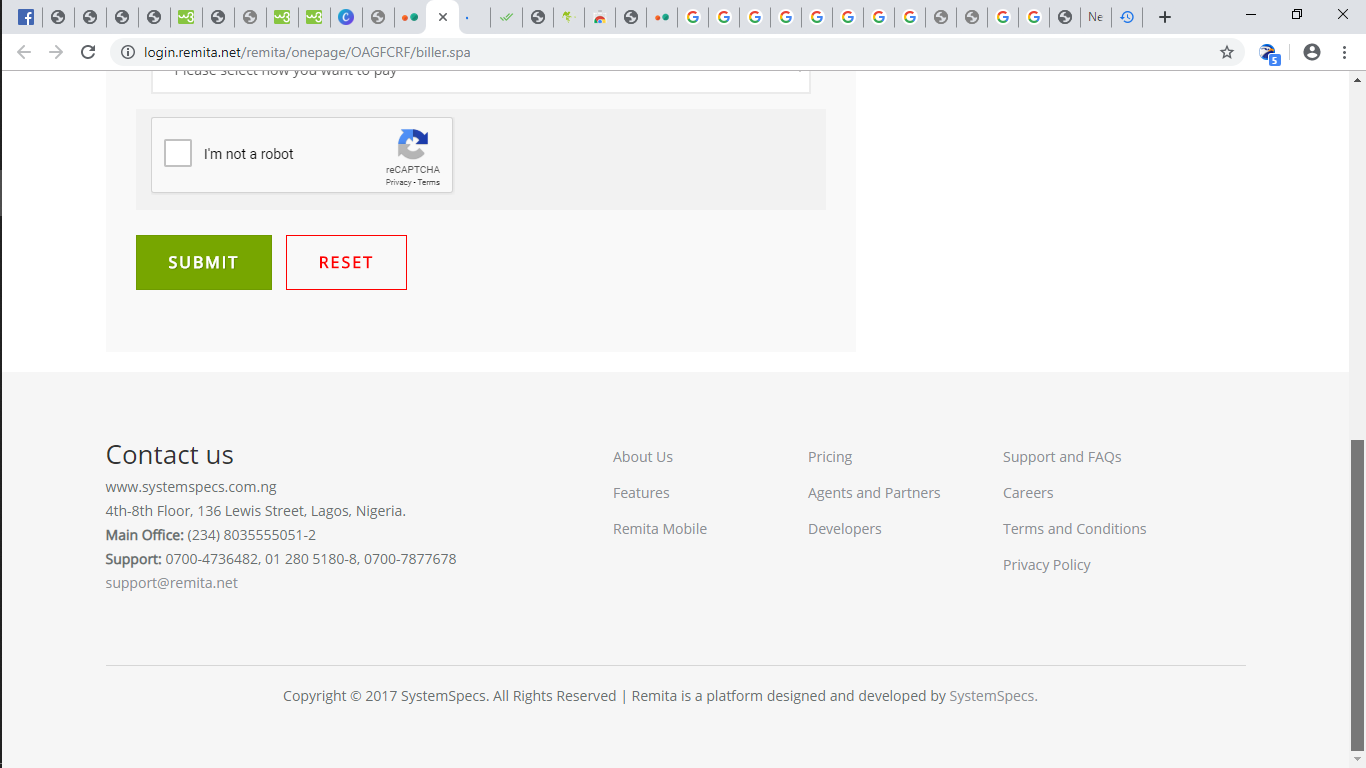 Ne
login.remita.net/remita/onepage/OAGFCRF/biller.spa
5
Please select how you want to pay
I'm not a robot
reCAPTCHA
Privacy - Terms
SUBMIT
RESET
Contact us
www.systemspecs.com.ng
4th-8th Floor, 136 Lewis Street, Lagos, Nigeria.
Main Office: (234) 8035555051-2
Support: 0700-4736482, 01 280 5180-8, 0700-7877678
support@remita.net
About Us
Features
Remita Mobile
Pricing
Agents and Partners
Developers
Support and FAQs
Careers
Terms and Conditions
Privacy Policy
Copyright © 2017 SystemSpecs. All Rights Reserved | Remita is a platform designed and developed by SystemSpecs.